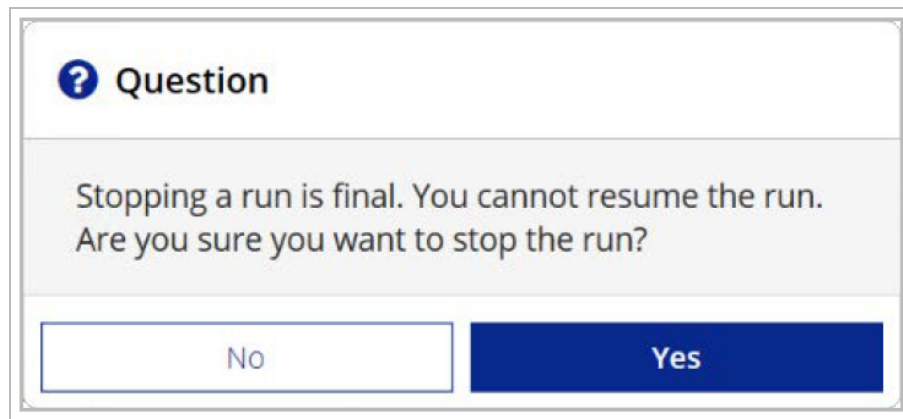 Question
Stopping a run is final. You cannot resume the run.
Are you sure you want to stop the run?
No
Yes